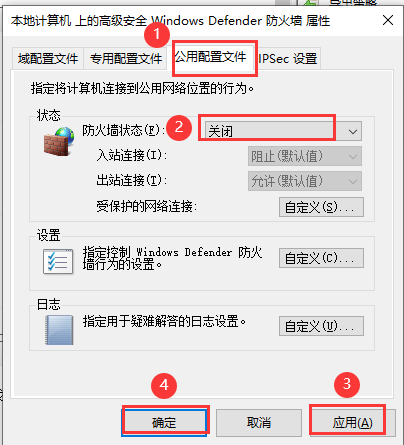 本地计算机 上的高级安全 Windows Defender 防火墙 属性
1
域配置文件 专用配置文件 公用配置文件 IPSec 设置
指定将计算机连接到公用网络位置的行为。
状态
防火墙状态(F): 2 关闭
入站连接(I): 阻止(默认值)
出站连接(T): 允许(默认值)
受保护的网络连接: 自定义(S)...
设置
指定控制 Windows Defender 防火
墙行为的设置。
自定义(C)...
日志
指定用于疑难解答的日志设置。 自定义(U)...
4 3
确定 取消 应用(A)